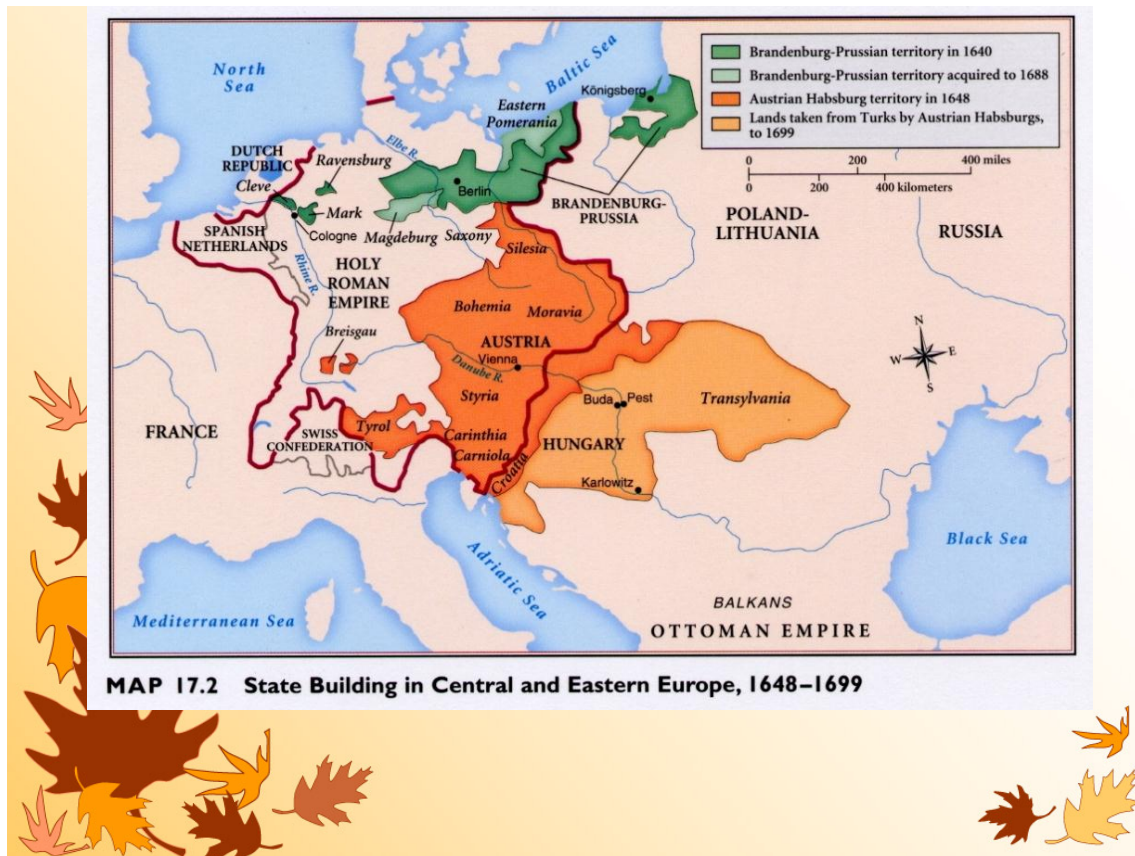 North
Sea
Baltic Sea
Brandenburg-Prussian territory in 1640
Brandenburg-Prussian territory acquired to 1688
Austrian Habsburg territory in 1648
Lands taken from Turks by Austrian Habsburgs,
to 1699
0 200 400 miles
0 200 400 kilometers
Königsberg
Eastern
Pomerania
Elbe R.
DUTCH
REPUBLIC
Ravensburg
Cleve
Berlin
Mark
BRANDENBURG-
PRUSSIA
POLAND-
LITHUANIA
RUSSIA
SPANISH
NETHERLANDS
Cologne
Magdeburg
Saxony
Silesia
Rhine R.
HOLY
ROMAN
EMPIRE
Bohemia
Moravia
Breisgau
AUSTRIA
Vienna
Danube R.
N
W
E
S
Styria
Buda
Pest
Transylvania
FRANCE
SWISS
CONFEDERATION
Tyrol
Carinthia
Carniola
HUNGARY
Croatia
Karlowitz
Black Sea
Adriatic Sea
Mediterranean Sea
BALKANS
OTTOMAN EMPIRE
MAP 17.2 State Building in Central and Eastern Europe, 1648–1699